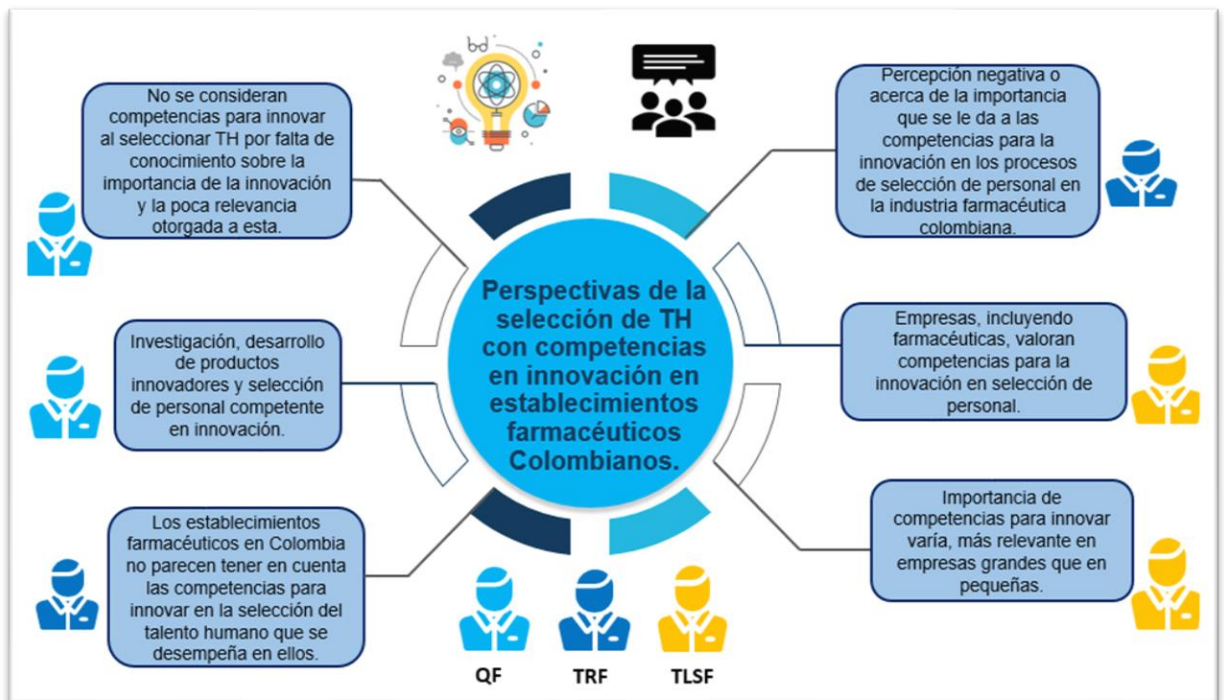 No se consideran
competencias para innovar
al seleccionar TH por falta de
conocimiento sobre la
importancia de la innovación
y la poca relevancia
otorgada a esta.
Investigación, desarrollo
de productos
innovadores y selección
de personal competente
en innovación.
Los establecimientos
farmacéuticos en Colombia
no parecen tener en cuenta
las competencias para
innovar en la selección del
talento humano que se
desempeña en ellos.
Perspectivas de la
selección de TH
con competencias
en innovación en
establecimientos
farmacéuticos
Colombianos.
Percepción negativa o
acerca de la importancia
que se le da a las
competencias para la
innovación en los procesos
de selección de personal en
la industria farmacéutica
colombiana.
Empresas, incluyendo
farmacéuticas, valoran
competencias para la
innovación en selección de
personal.
Importancia de
competencias para innovar
varía, más relevante en
empresas grandes que en
pequeñas.
QF TRF TLSF